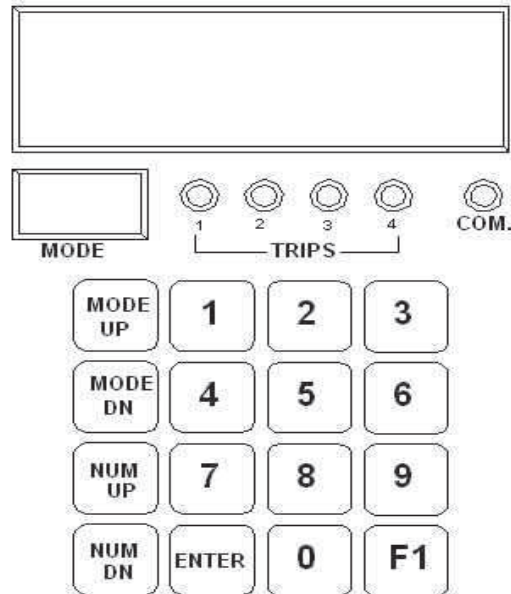 1 2 3 4
COM.
MODE
TRIPS
MODE UP
1
2
3
MODE DN
4
5
6
NUM UP
7
8
9
NUM DN
ENTER
0
F1